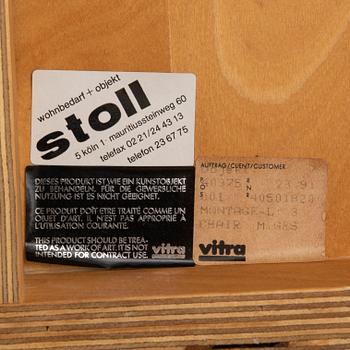 wohnbedarf + objekt
stoll
5 köln 1 · mauritiussteinweg 60
telefax 02 21/24 43 13
telefon 23 67 75
DIESES PRODUKT IST WIE EIN KUNSTOBJEKT
ZU BEHANDELN. FÜR DIE GEWERBLICHE
NUTZUNG IST ES NICHT GEEIGNET.
CE PRODUIT DOIT ÊTRE TRAITÉ COMME UN
OBJET D'ART. IL N'EST PAS APPROPRIÉ A
L'UTILISATION COURANTE.
THIS PRODUCT SHOULD BE TREA-
TED AS A WORK OF ART. IT IS NOT
INTENDED FOR CONTRACT USE.
vitra
AUFTRAG/CLIENT/CUSTOMER
40501820
MONTAGE-L
CHAIR
vitra